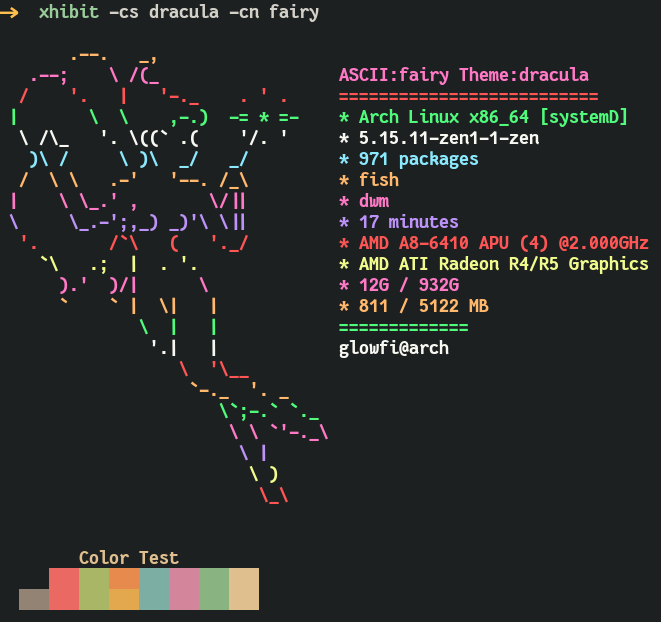 → xhibit -cs dracula -cn fairy
ASCII:fairy Theme:dracula
==========================
* Arch Linux x86_64 [systemD]
* 5.15.11-zen1-1-zen
* 971 packages
* fish
* dwm
* 17 minutes
* AMD A8-6410 APU (4) @2.000GHz
* AMD ATI Radeon R4/R5 Graphics
* 12G / 932G
* 811 / 5122 MB
=============
glowfi@arch
Color Test